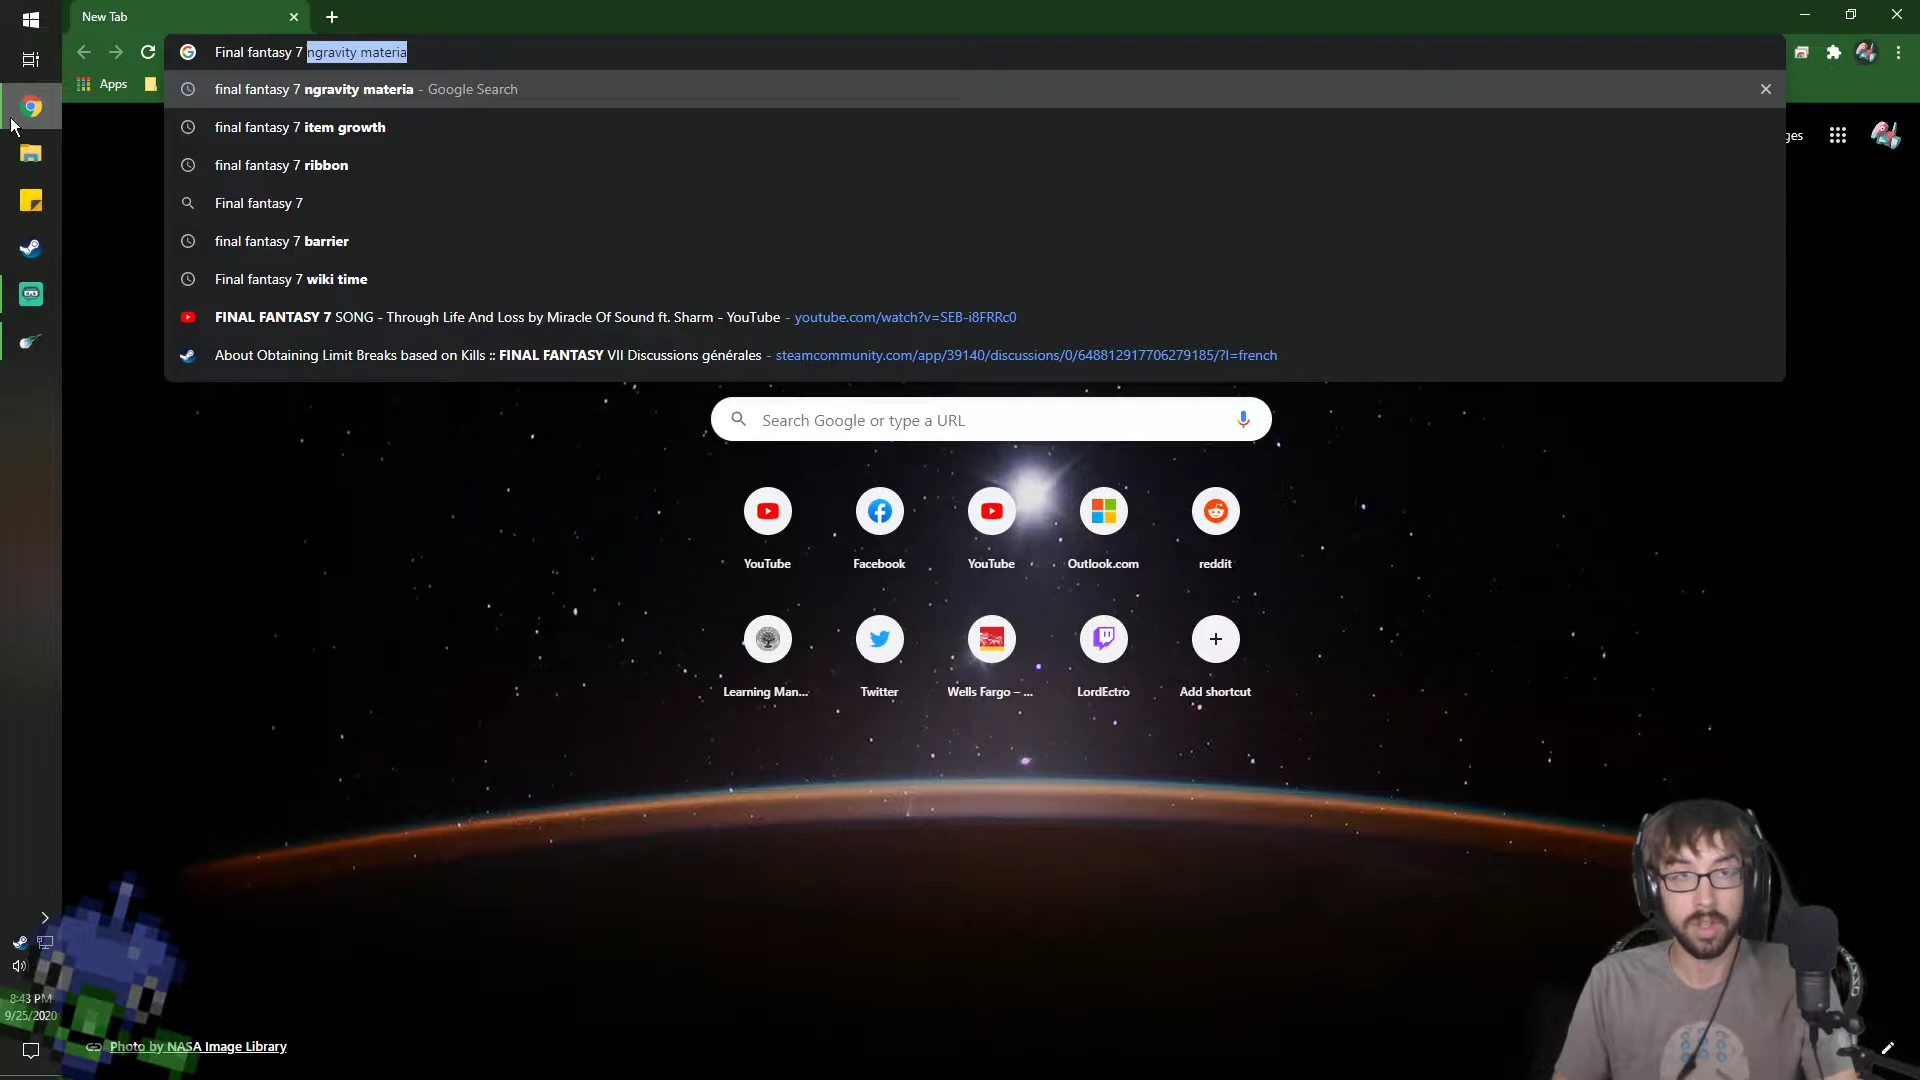 New Tab
Final fantasy 7 ngravity materia
Apps
final fantasy 7 ngravity materia - Google Search
final fantasy 7 item growth
final fantasy 7 ribbon
Final fantasy 7
final fantasy 7 barrier
Final fantasy 7 wiki time
FINAL FANTASY 7 SONG - Through Life And Loss by Miracle Of Sound ft. Sharm - YouTube - youtube.com/watch?v=SEB-i8FRRc0
About Obtaining Limit Breaks based on Kills :: FINAL FANTASY VII Discussions générales - steamcommunity.com/app/39140/discussions/0/648812917706279185/?l=french
ges
Search Google or type a URL
YouTube
Facebook
YouTube
Outlook.com
reddit
Learning Man...
Twitter
Wells Fargo – ...
LordEctro
Add shortcut
8:43 PM
9/25/2020
Photo by NASA Image Library